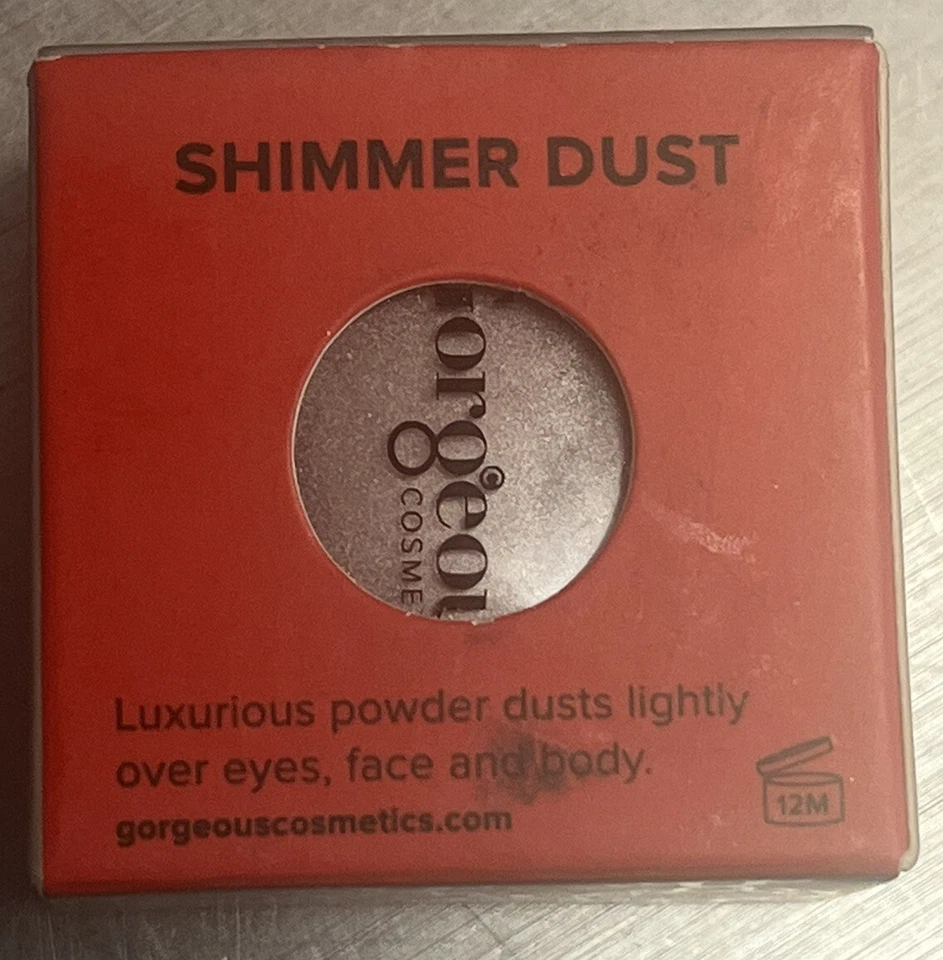 SHIMMER DUST
orgeou
©
COSME
Luxurious powder dusts lightly
over eyes, face and body.
gorgeouscosmetics.com
12M